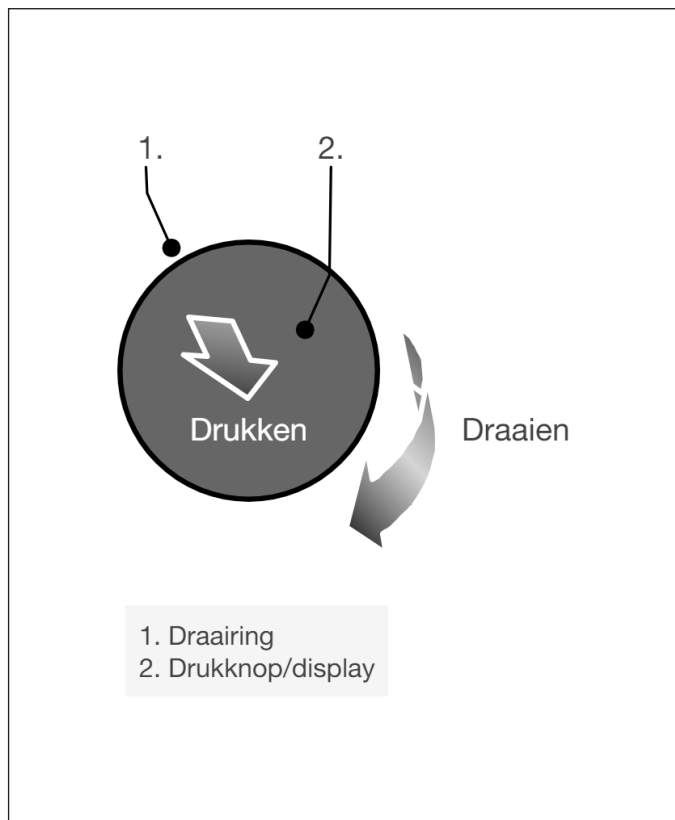 1.
2.
Drukken
Draaien
1. Draairing
2. Drukknop/display